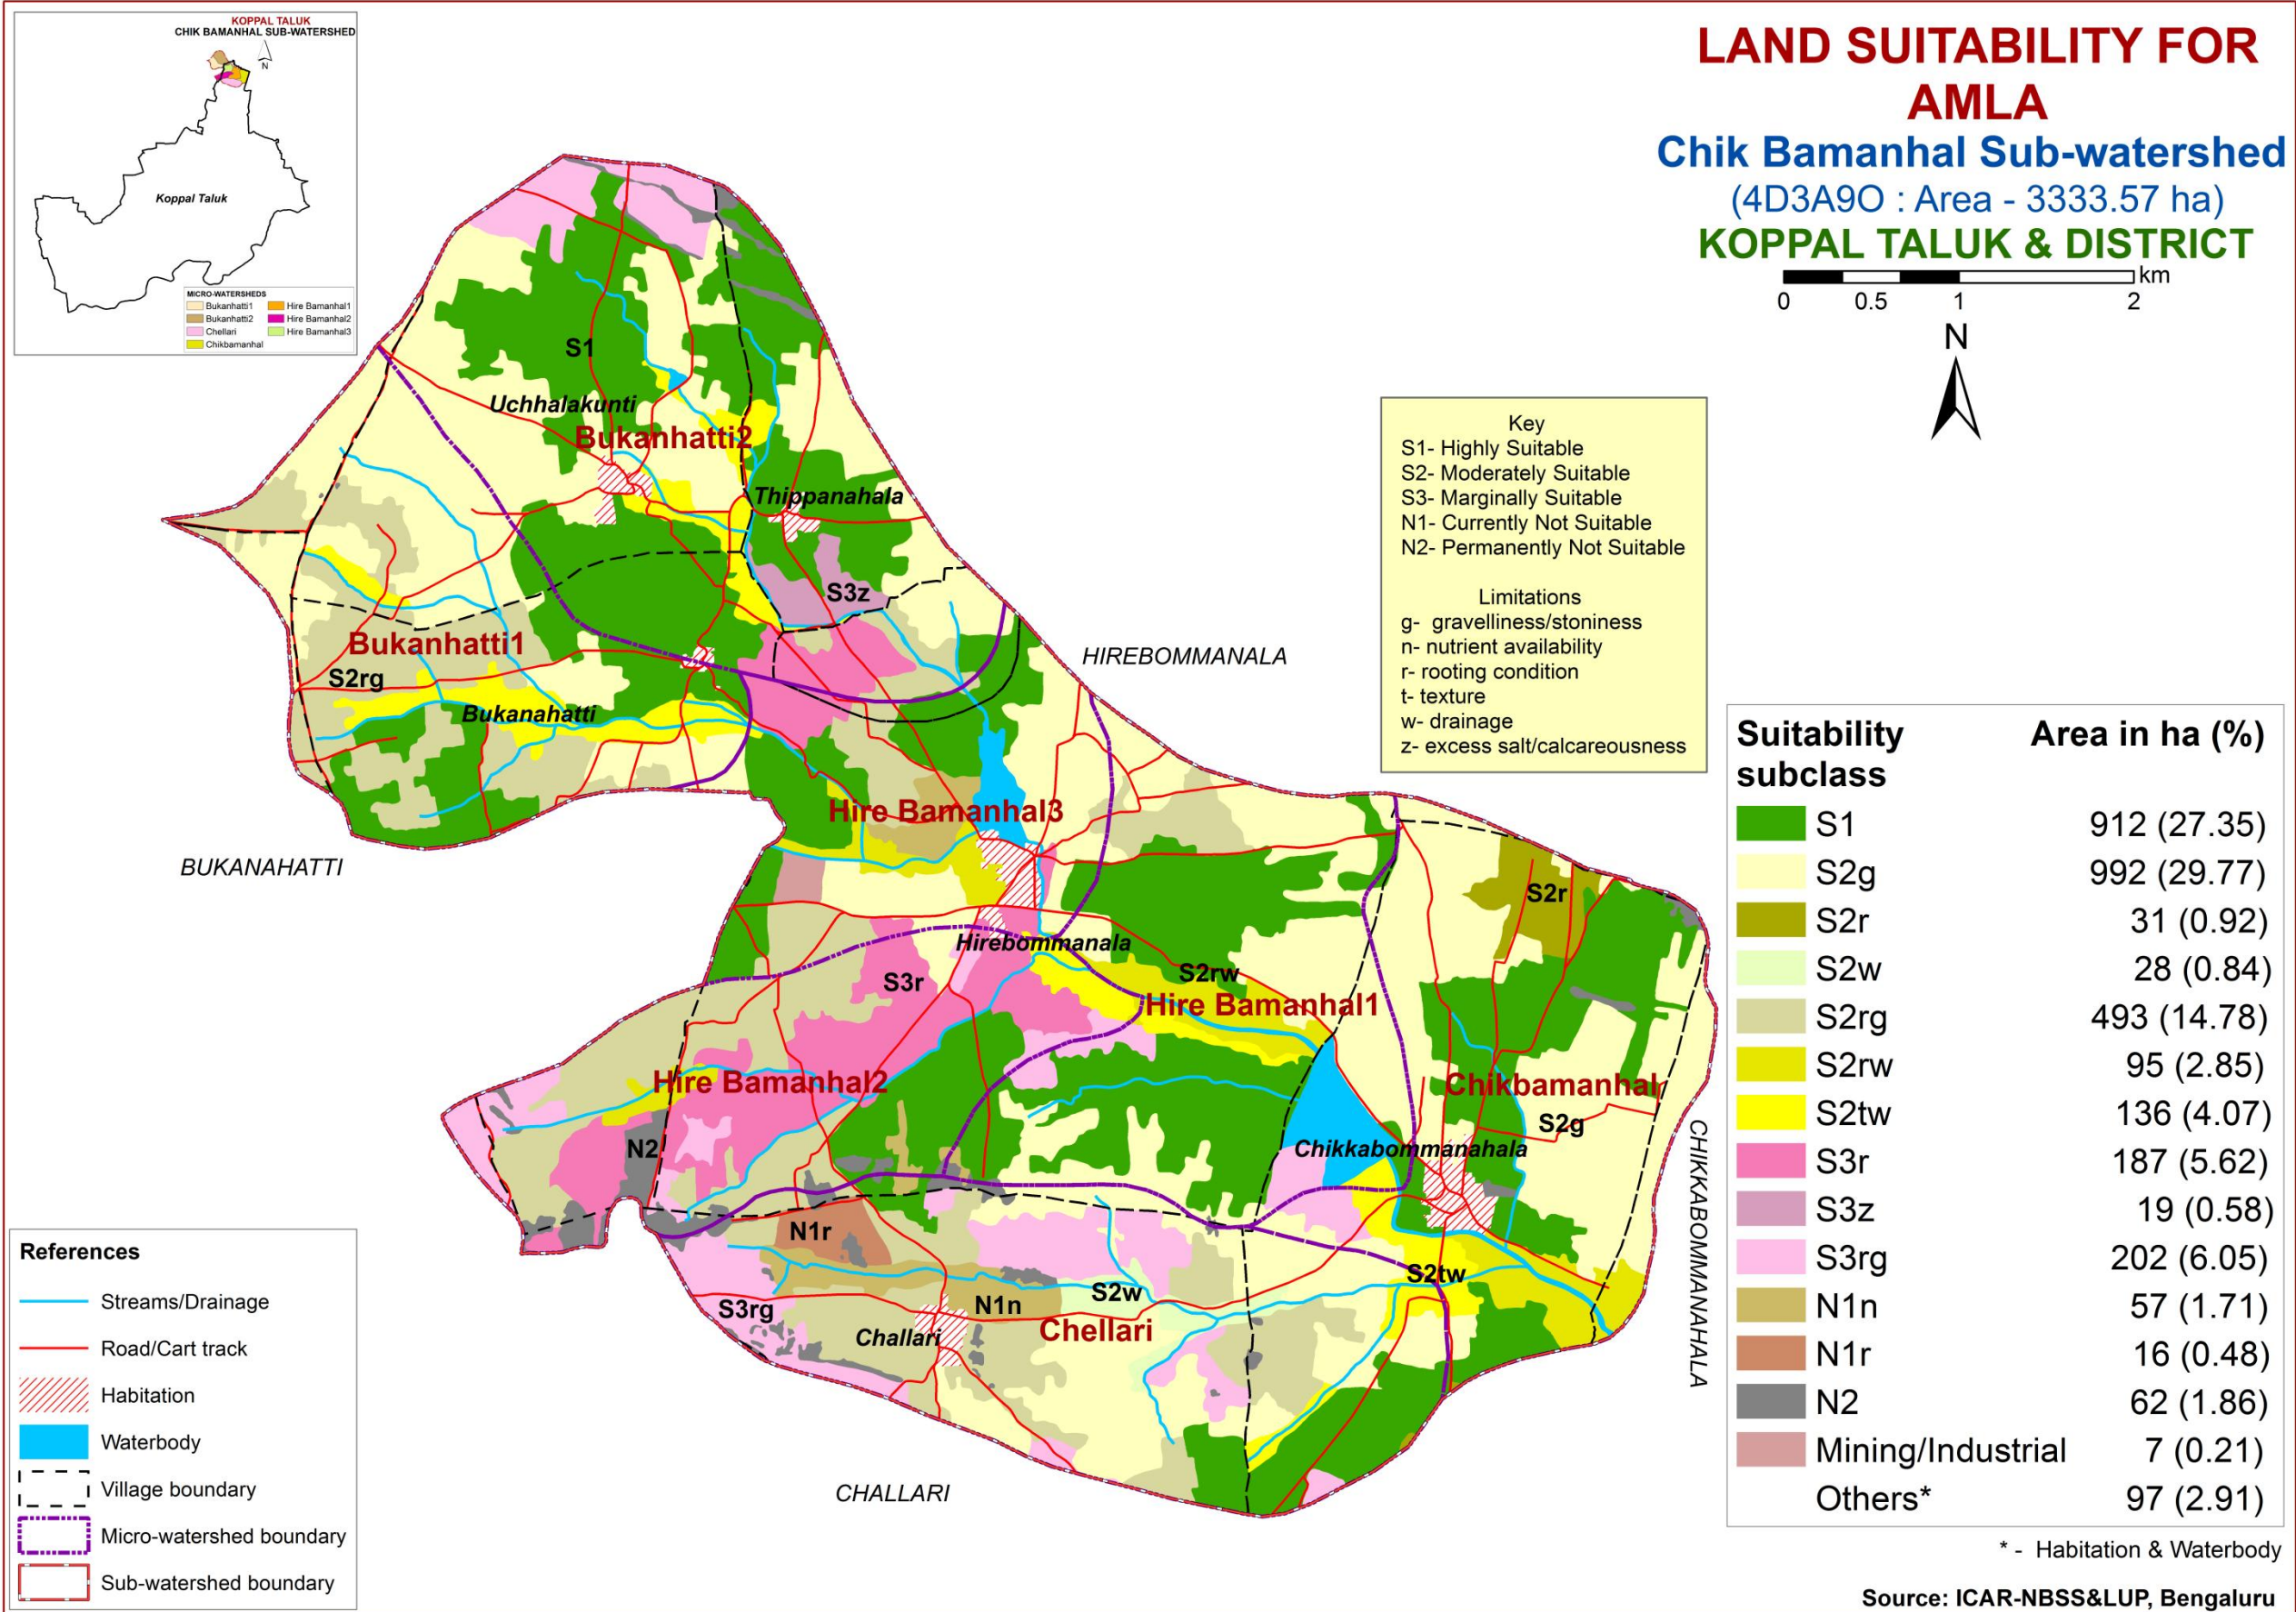 KOPPAL TALUK
CHIK BAMANHAL SUB-WATERSHED
N
Koppal Taluk
MICRO-WATERSHEDS
Bukanhatti1
Bukanhatti2
Chellari
Chikbamanhal
Hire Bamanhal1
Hire Bamanhal2
Hire Bamanhal3
LAND SUITABILITY FOR
AMLA
Chik Bamanhal Sub-watershed
(4D3A9O : Area - 3333.57 ha)
KOPPAL TALUK & DISTRICT
km
0 0.5 1 2
N
Key
S1- Highly Suitable
S2- Moderately Suitable
S3- Marginally Suitable
N1- Currently Not Suitable
N2- Permanently Not Suitable
Limitations
g- gravelliness/stoniness
n- nutrient availability
r- rooting condition
t- texture
w- drainage
z- excess salt/calcareousness
S1
Uchhalakunti
Bukanhatti2
Thippanahala
S3z
Bukanhatti1
S2rg
Bukanahatti
HIREBOMMANALA
Hire Bamanhal3
BUKANAHATTI
S2r
Hirebommanala
S3r
S2rw
Hire Bamanhal1
Hire Bamanhal2
Chikbamanhal
S2g
N2
Chikkabommanahala
CHIKKABOMMANAHALA
N1r
S2tw
S2w
S3rg
N1n
Challari
Chellari
CHALLARI
Suitability subclass Area in ha (%)
S1 912 (27.35)
S2g 992 (29.77)
S2r 31 (0.92)
S2w 28 (0.84)
S2rg 493 (14.78)
S2rw 95 (2.85)
S2tw 136 (4.07)
S3r 187 (5.62)
S3z 19 (0.58)
S3rg 202 (6.05)
N1n 57 (1.71)
N1r 16 (0.48)
N2 62 (1.86)
Mining/Industrial 7 (0.21)
Others* 97 (2.91)
* - Habitation & Waterbody
Source: ICAR-NBSS&LUP, Bengaluru
References
Streams/Drainage
Road/Cart track
Habitation
Waterbody
Village boundary
Micro-watershed boundary
Sub-watershed boundary